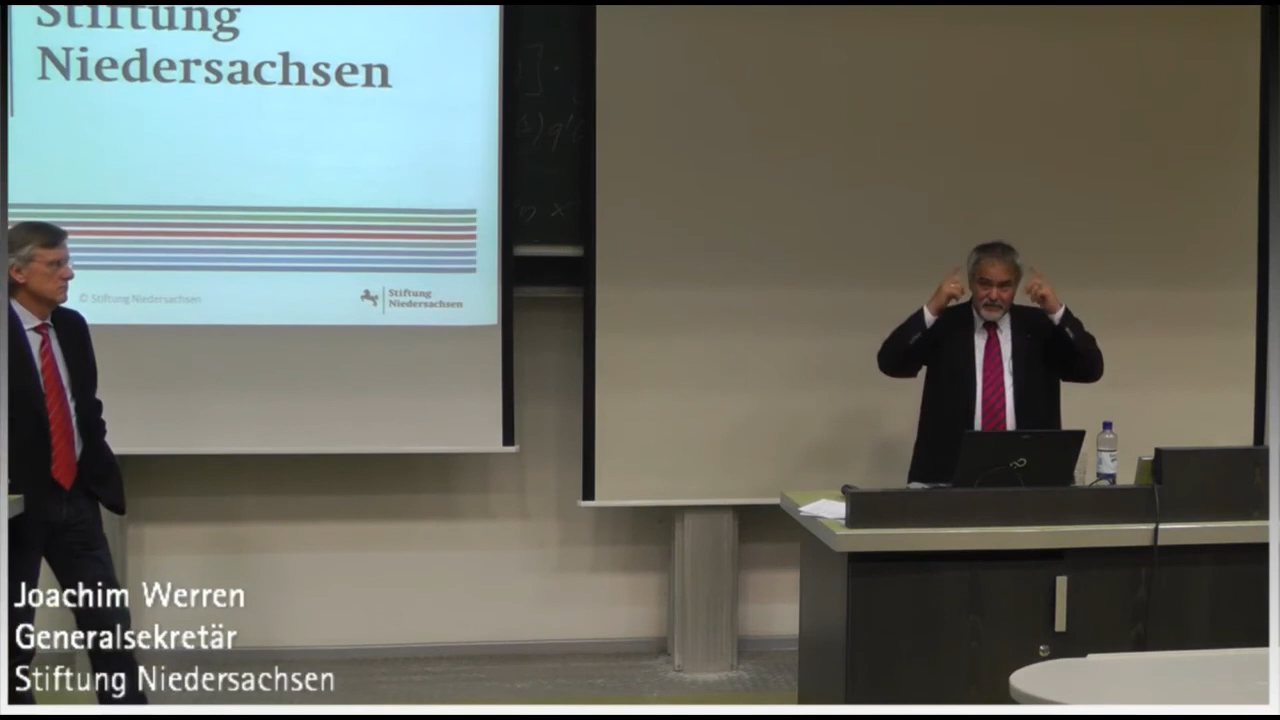 Stiftung
Niedersachsen
© Stiftung Niedersachsen
Stiftung
Niedersachsen
Joachim Werren
Generalsekretär
Stiftung Niedersachsen